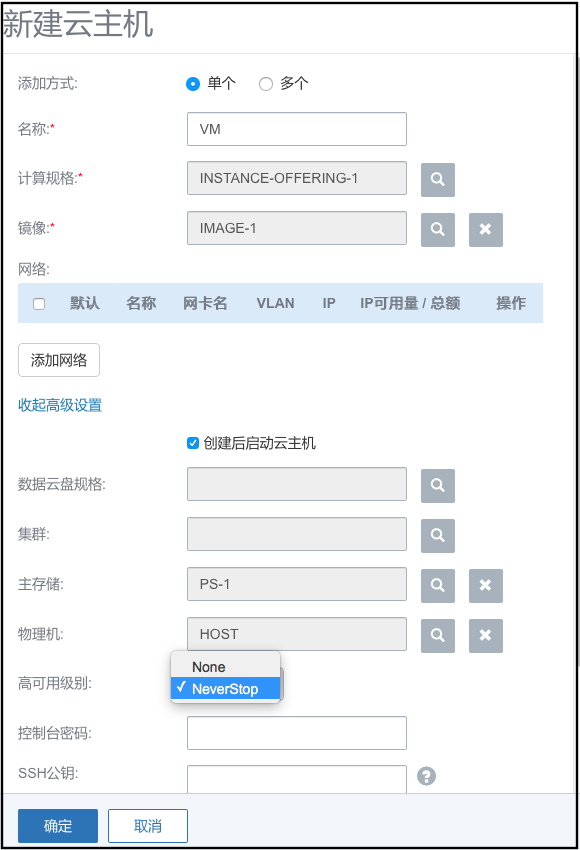 新建云主机
添加方式: 单个 多个
名称:* VM
计算规格:* INSTANCE-OFFERING-1
镜像:* IMAGE-1
网络:
默认 名称 网卡名 VLAN IP IP可用量 / 总额 操作
添加网络
收起高级设置
创建后启动云主机
数据云盘规格:
集群:
主存储: PS-1
物理机: HOST
None
高可用级别: NeverStop
控制台密码:
SSH公钥:
确定 取消